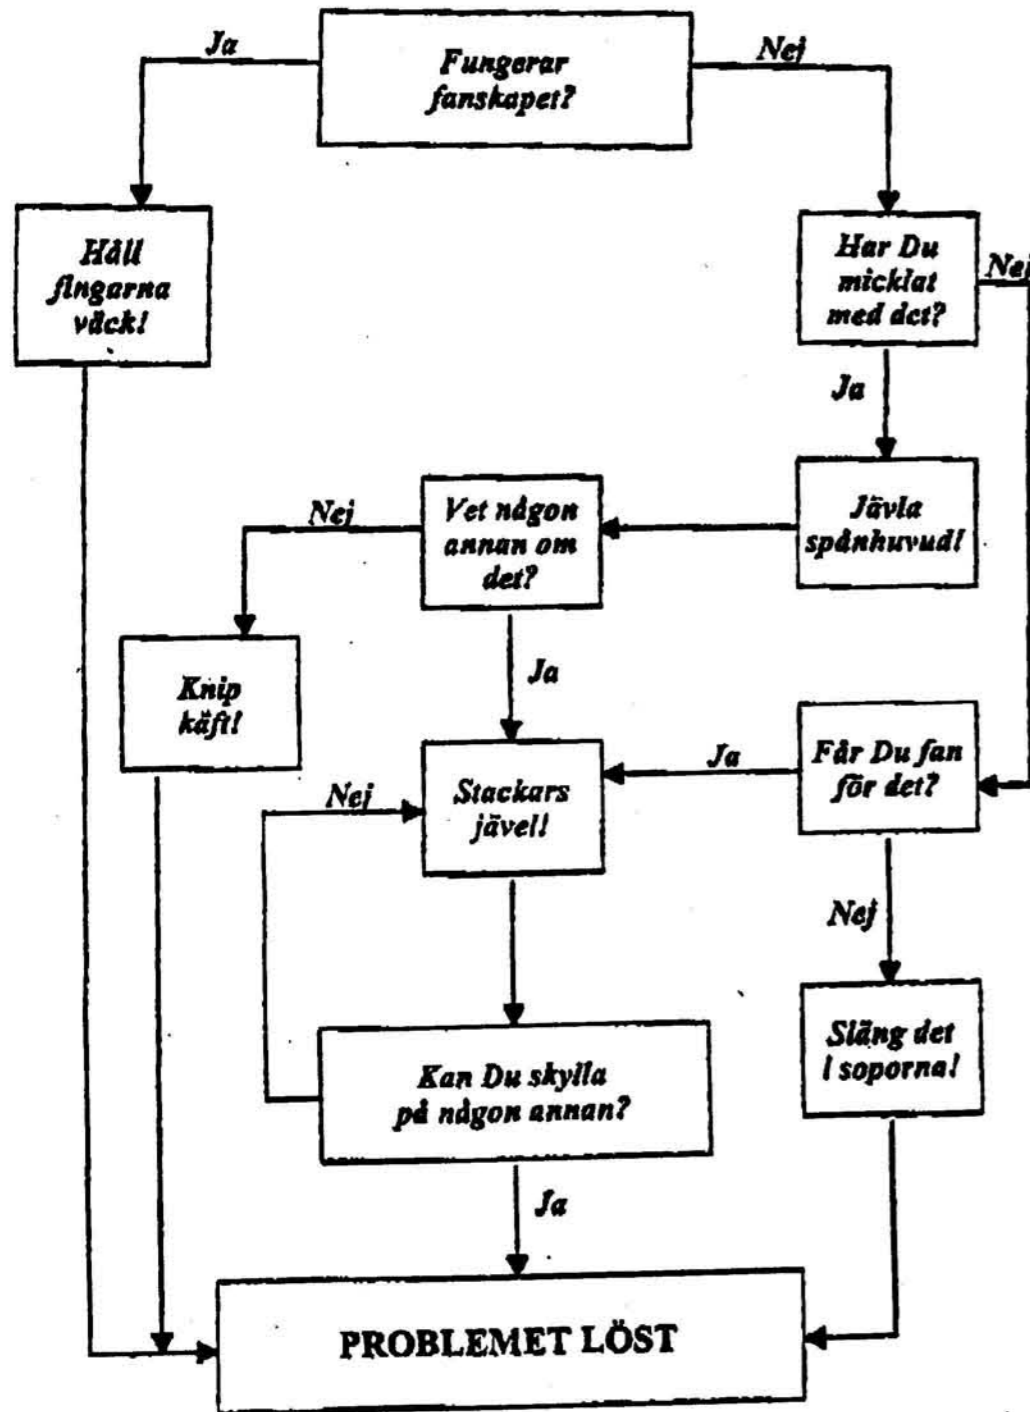 Ja
Fungerar
fanskapet?
Nej
Håll
fingarna
väck!
Har Du
micklat
med det?
Nej
Ja
Nej
Vet någon
annan om
det?
Jävla
spånhuvud!
Knip
käft!
Ja
Nej
Stackars
jävel!
Ja
Får Du fan
för det?
Nej
Kan Du skylla
på någon annan?
Släng det
i soporna!
Ja
PROBLEMET LÖST